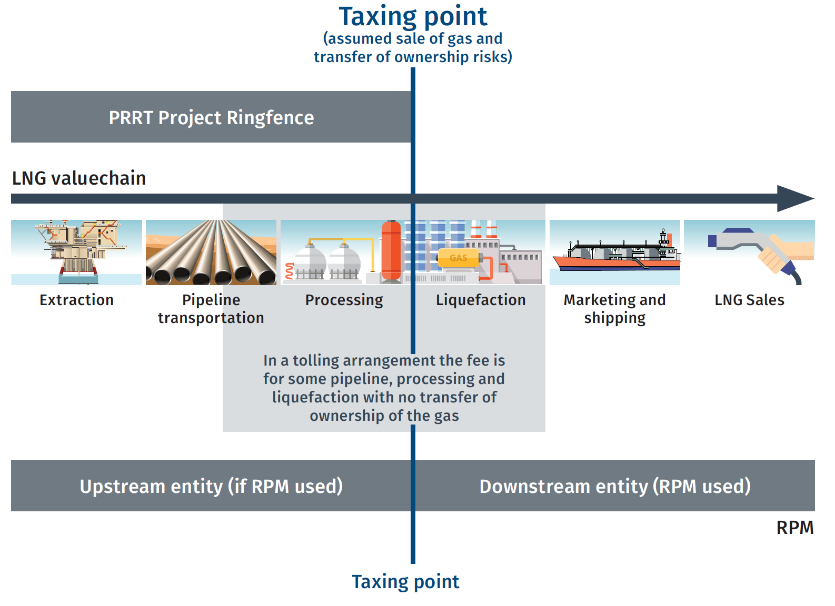 Taxing point
(assumed sale of gas and
transfer of ownership risks)
PRRT Project Ringfence
LNG valuechain
GAS
Extraction
Pipeline
transportation
Processing
Liquefaction
Marketing and
shipping
LNG Sales
In a tolling arrangement the fee is
for some pipeline, processing and
liquefaction with no transfer of
ownership of the gas
Upstream entity (if RPM used)
Downstream entity (RPM used)
RPM
Taxing point